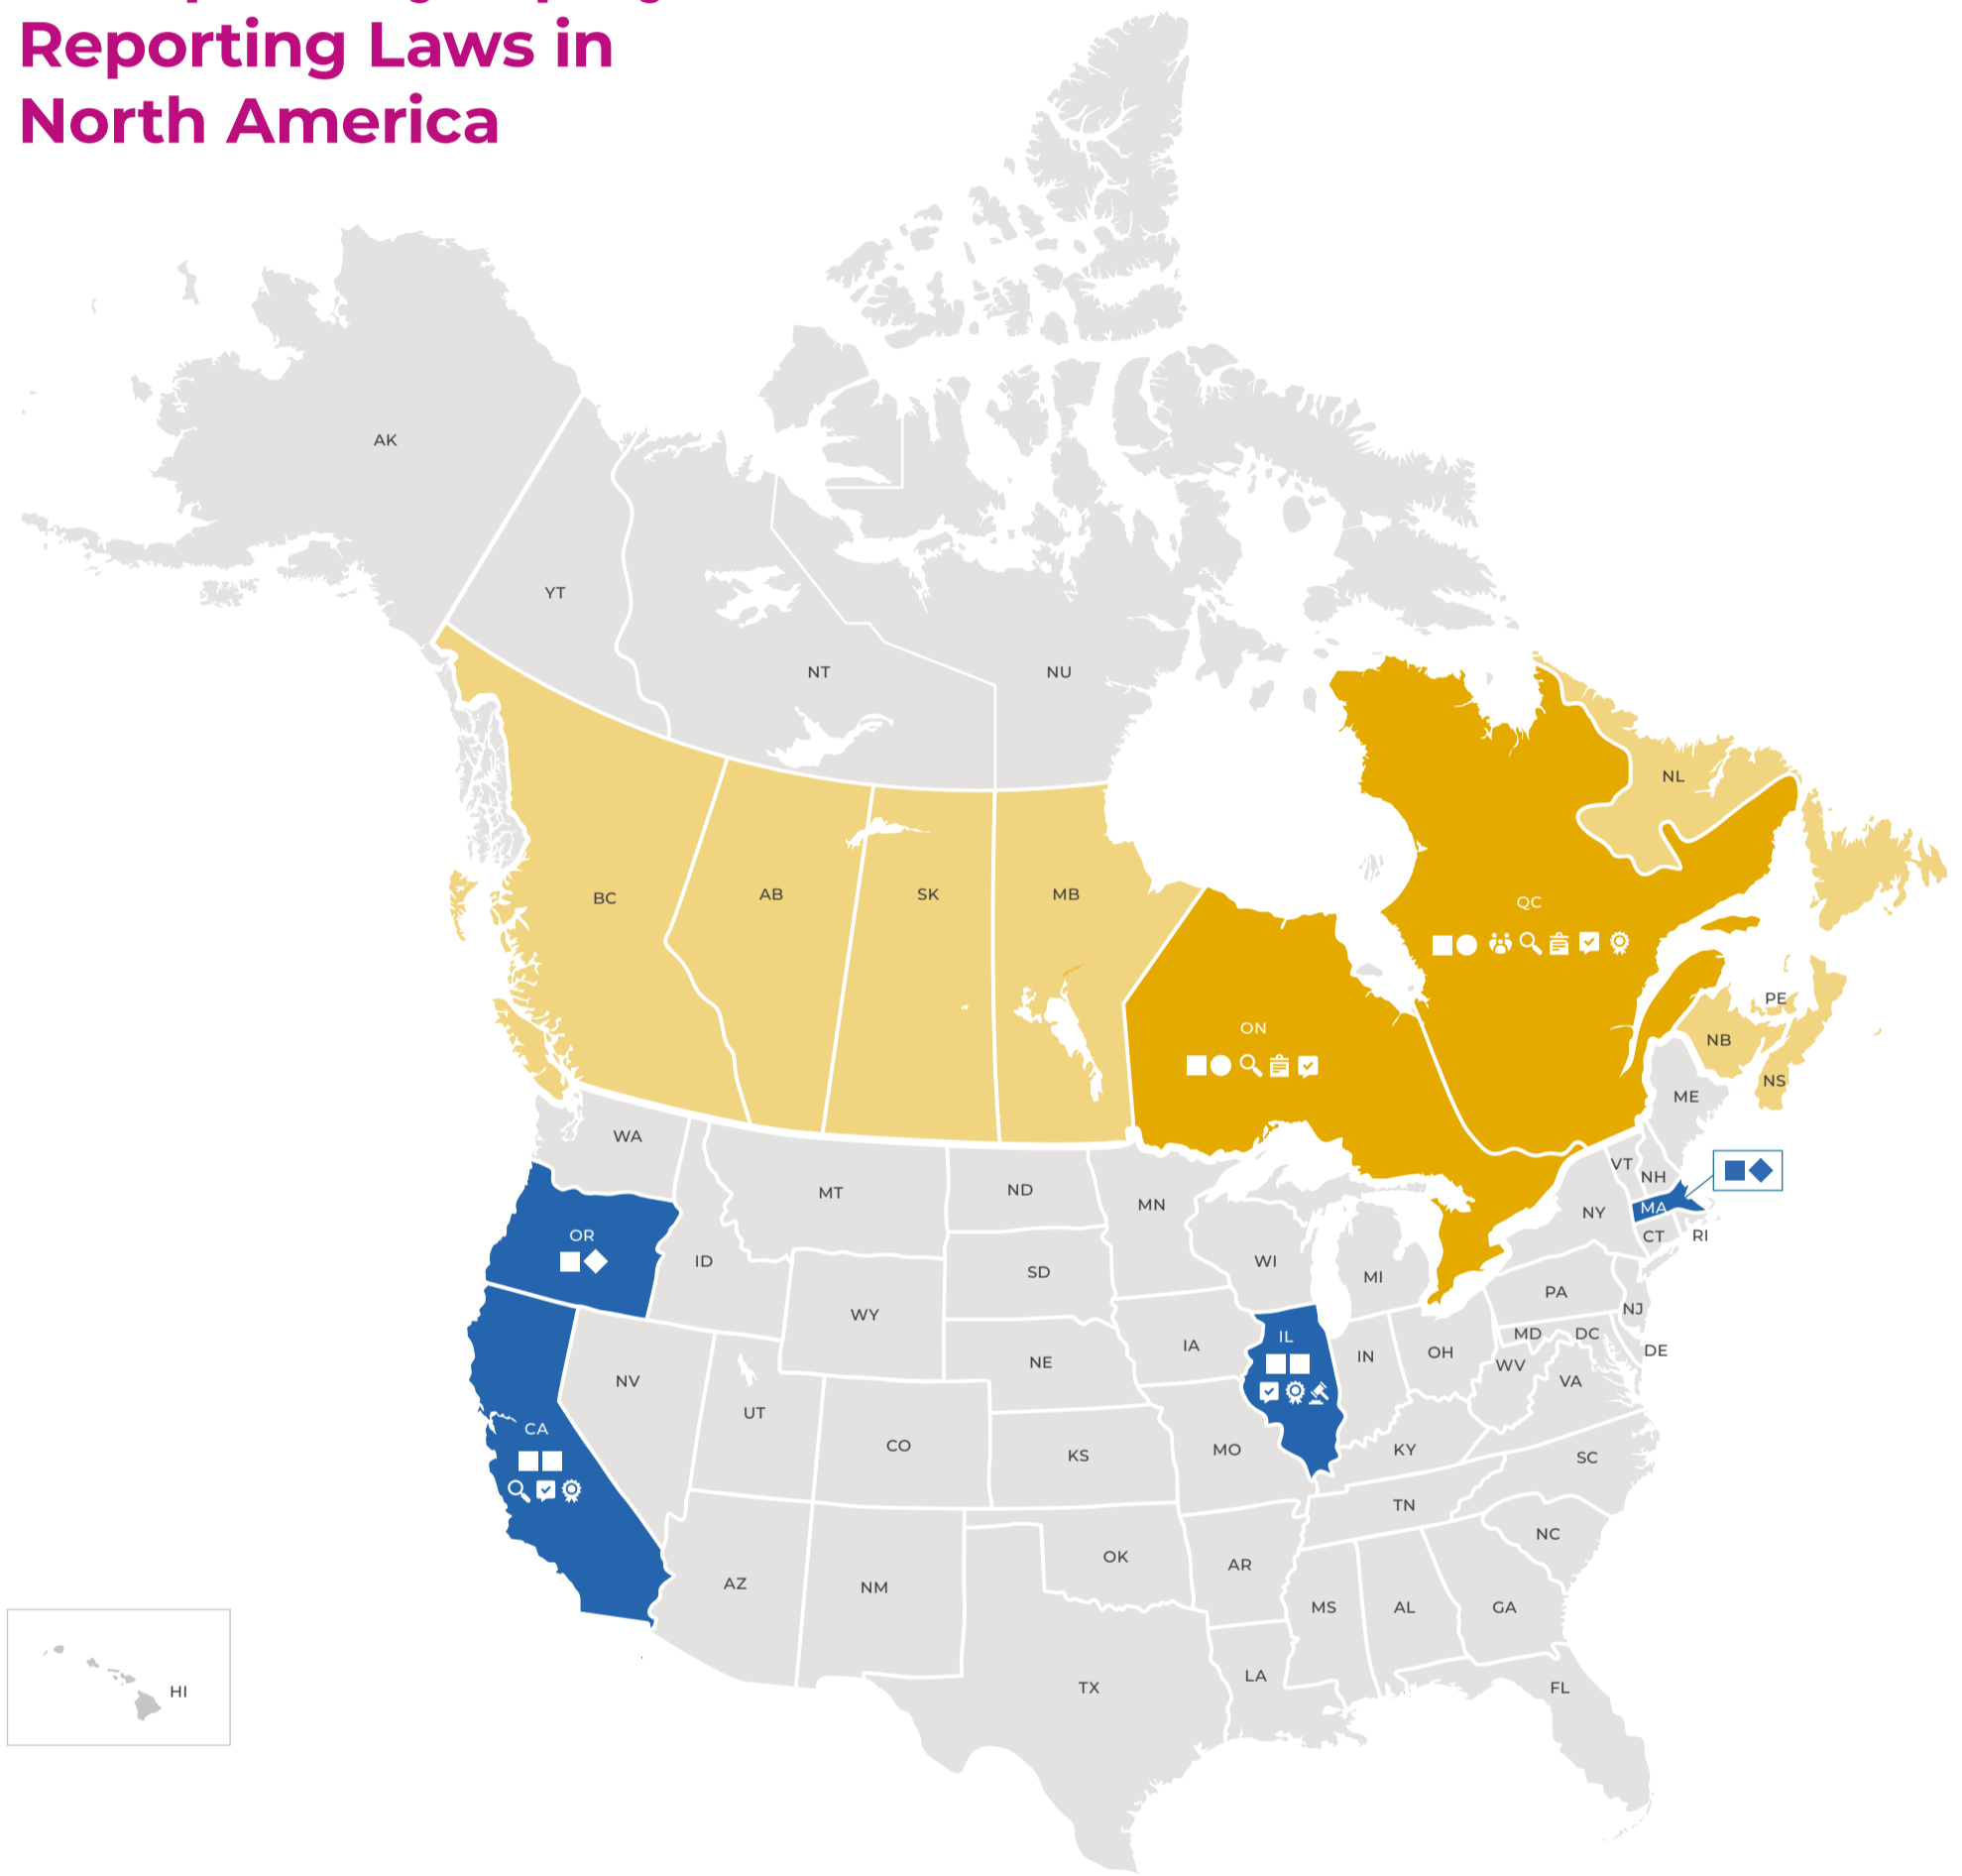 Reporting Laws in
North America
AK
YT
NT
NU
NL
BC
AB
SK
MB
QC
PE
ON
NB
NS
ME
WA
VT
NH
MT
ND
MN
MA
NY
OR
CT
RI
ID
WI
SD
MI
PA
WY
NJ
IL
MD
DC
IA
OH
DE
NE
IN
WV
NV
VA
UT
CA
CO
MO
KY
KS
SC
TN
NC
OK
AR
AZ
NM
MS
AL
GA
LA
TX
FL
HI